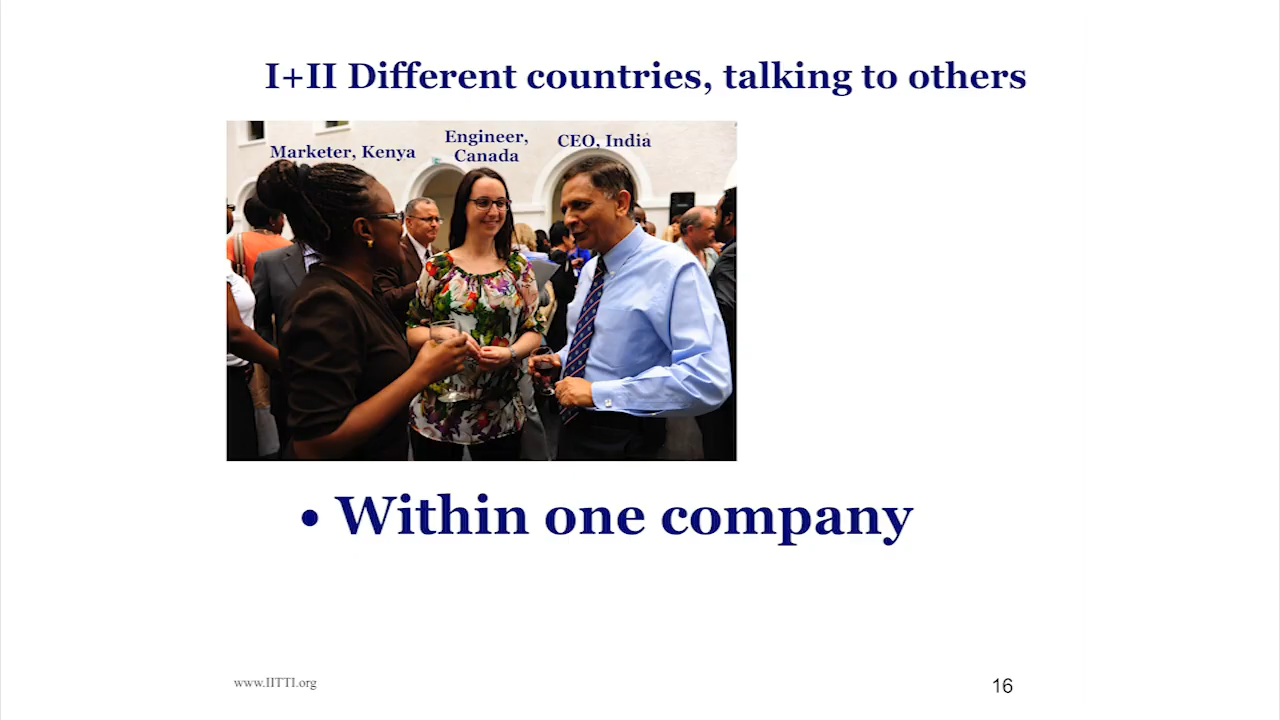 I+II Different countries, talking to others
Marketer, Kenya
Engineer,
Canada
CEO, India
• Within one company
www.IITTI.org
16